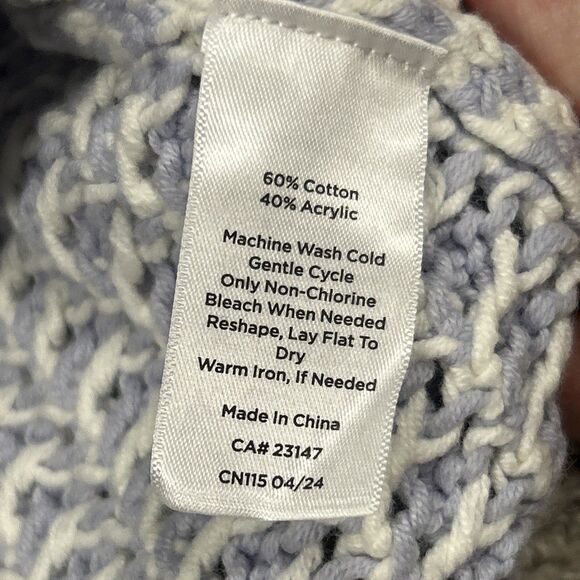 60% Cotton
40% Acrylic
Machine Wash Cold
Gentle Cycle
Only Non-Chlorine
Bleach When Needed
Reshape, Lay Flat To
Dry
Warm Iron, If Needed
Made In China
CA# 23147
CN115 04/24